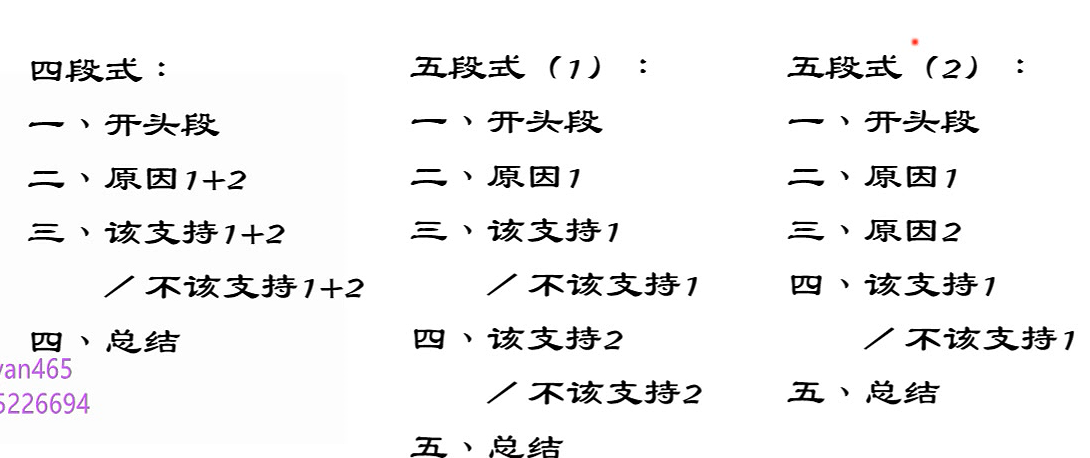 四段式：
一、开头段
二、原因1+2
三、该支持1+2
／不该支持1+2
四、总结
van465
5226694
五段式（1）：
一、开头段
二、原因1
三、该支持1
／不该支持1
四、该支持2
／不该支持2
五、总结
五段式（2）：
一、开头段
二、原因1
三、原因2
四、该支持1
／不该支持1
五、总结